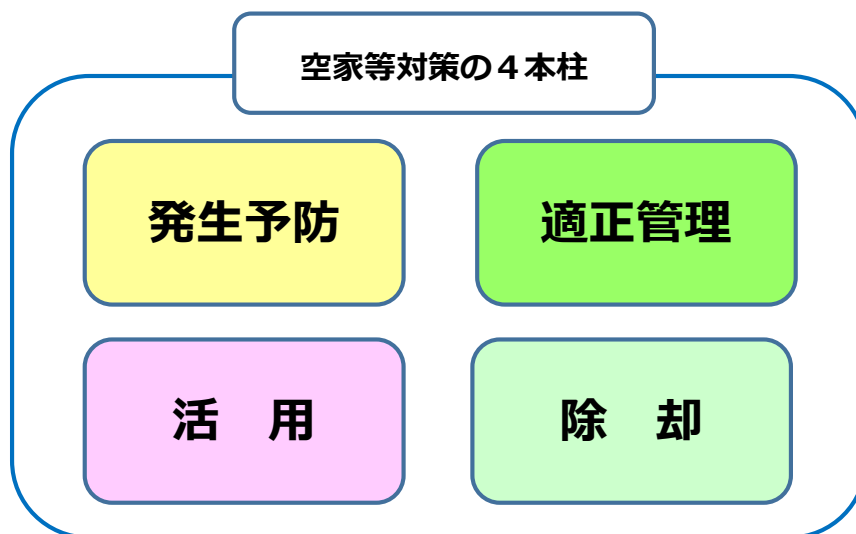 空家等対策の４本柱
発生予防
適正管理
活　用
除　却